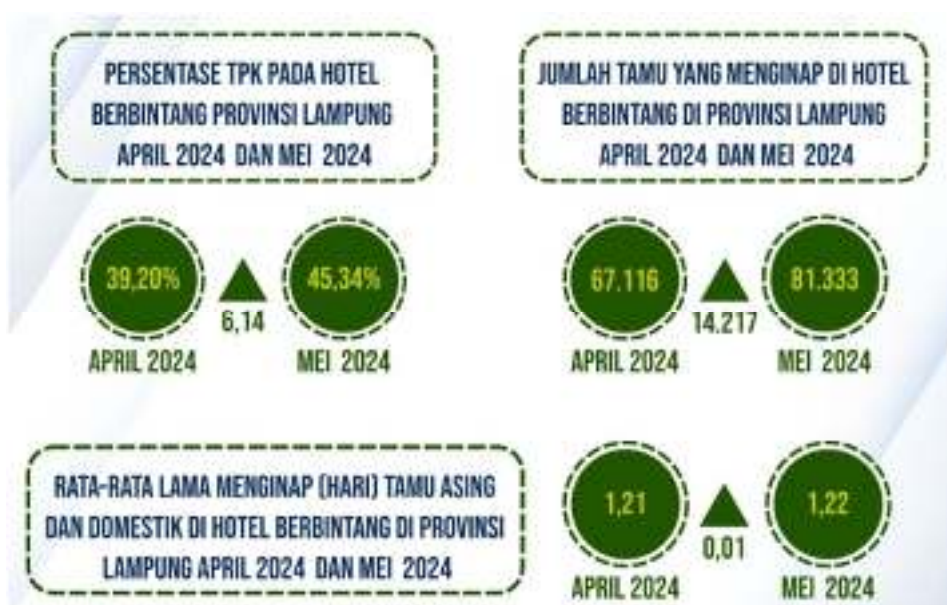 PERSENTASE TPK PADA HOTEL
BERBINTANG PROVINSI LAMPUNG
APRIL 2024 DAN MEI 2024
39,20%
6,14
45,34%
APRIL 2024
MEI 2024
JUMLAH TAMU YANG MENGINAP DI HOTEL
BERBINTANG DI PROVINSI LAMPUNG
APRIL 2024 DAN MEI 2024
67.116
14.217
81.333
APRIL 2024
MEI 2024
RATA-RATA LAMA MENGINAP (HARI) TAMU ASING
DAN DOMESTIK DI HOTEL BERBINTANG DI PROVINSI
LAMPUNG APRIL 2024 DAN MEI 2024
1,21
0,01
1,22
APRIL 2024
MEI 2024